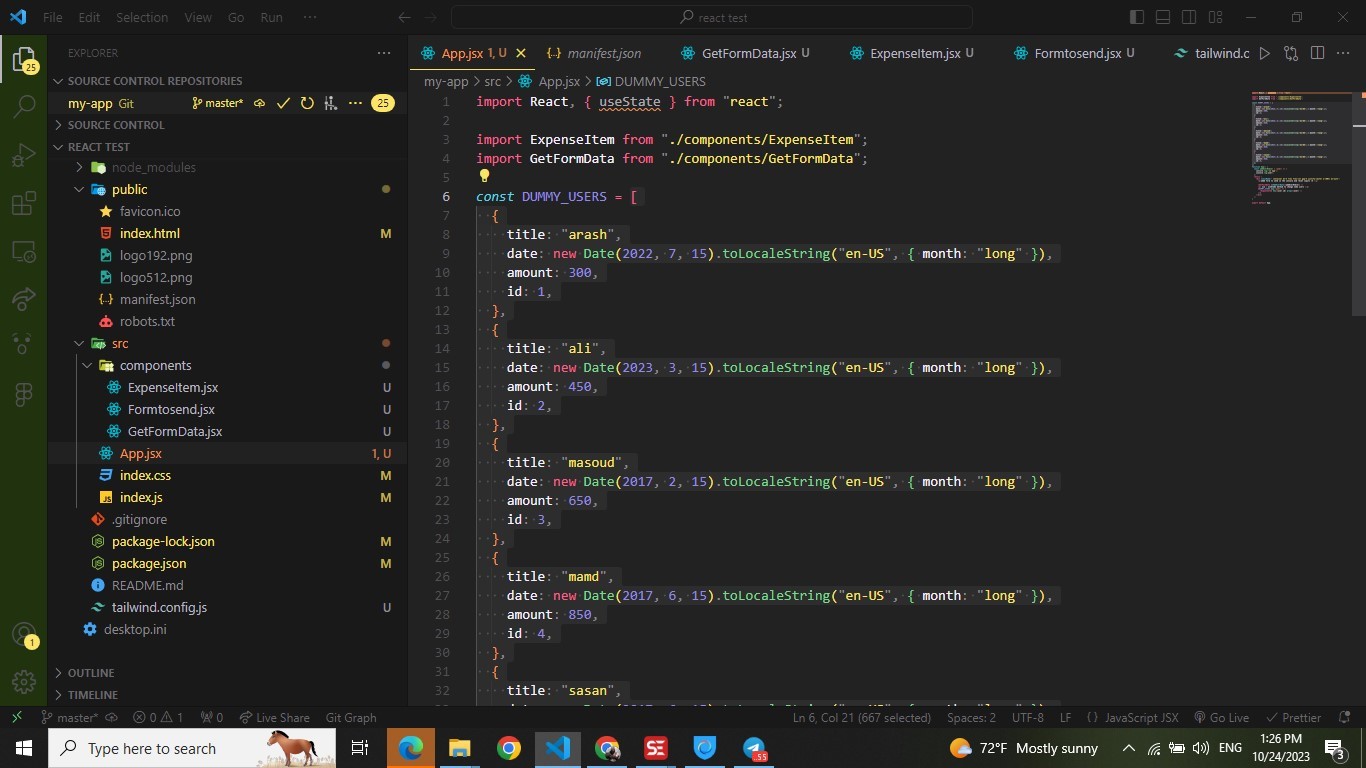 File Edit Selection View Go Run ··· react test
EXPLORER ···
SOURCE CONTROL REPOSITORIES
my-app Git master* ··· 25
SOURCE CONTROL
REACT TEST
node_modules
public
favicon.ico
index.html M
logo192.png
logo512.png
manifest.json
robots.txt
src
components
ExpenseItem.jsx U
Formtosend.jsx U
GetFormData.jsx U
App.jsx 1, U
index.css M
index.js M
.gitignore
package-lock.json M
package.json M
README.md
tailwind.config.js U
desktop.ini
OUTLINE
TIMELINE
25
1
App.jsx 1, U manifest.json GetFormData.jsx U ExpenseItem.jsx U Formtosend.jsx U tailwind.c ···
my-app > src > App.jsx > DUMMY_USERS
1 import React, { useState } from "react";
2
3 import ExpenseItem from "./components/ExpenseItem";
4 import GetFormData from "./components/GetFormData";
5
6 const DUMMY_USERS = [
7 {
8 title: "arash",
9 date: new Date(2022, 7, 15).toLocaleString("en-US", { month: "long" }),
10 amount: 300,
11 id: 1,
12 },
13 {
14 title: "ali",
15 date: new Date(2023, 3, 15).toLocaleString("en-US", { month: "long" }),
16 amount: 450,
17 id: 2,
18 },
19 {
20 title: "masoud",
21 date: new Date(2017, 2, 15).toLocaleString("en-US", { month: "long" }),
22 amount: 650,
23 id: 3,
24 },
25 {
26 title: "mamd",
27 date: new Date(2017, 6, 15).toLocaleString("en-US", { month: "long" }),
28 amount: 850,
29 id: 4,
30 },
31 {
32 title: "sasan",
master* 0 1 0 Live Share Git Graph Ln 6, Col 21 (667 selected) Spaces: 2 UTF-8 LF { } JavaScript JSX Go Live Prettier
Type here to search 72°F Mostly sunny ENG 1:26 PM
10/24/2023 3